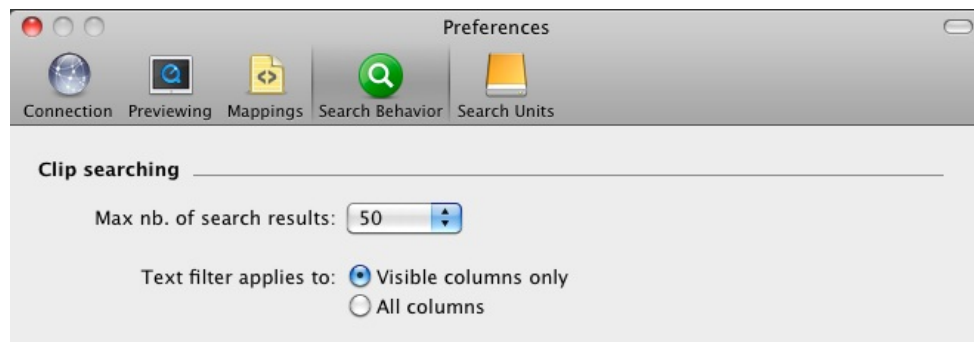 Preferences
Connection Previewing Mappings Search Behavior Search Units
Clip searching
Max nb. of search results: 50
Text filter applies to: Visible columns only
All columns